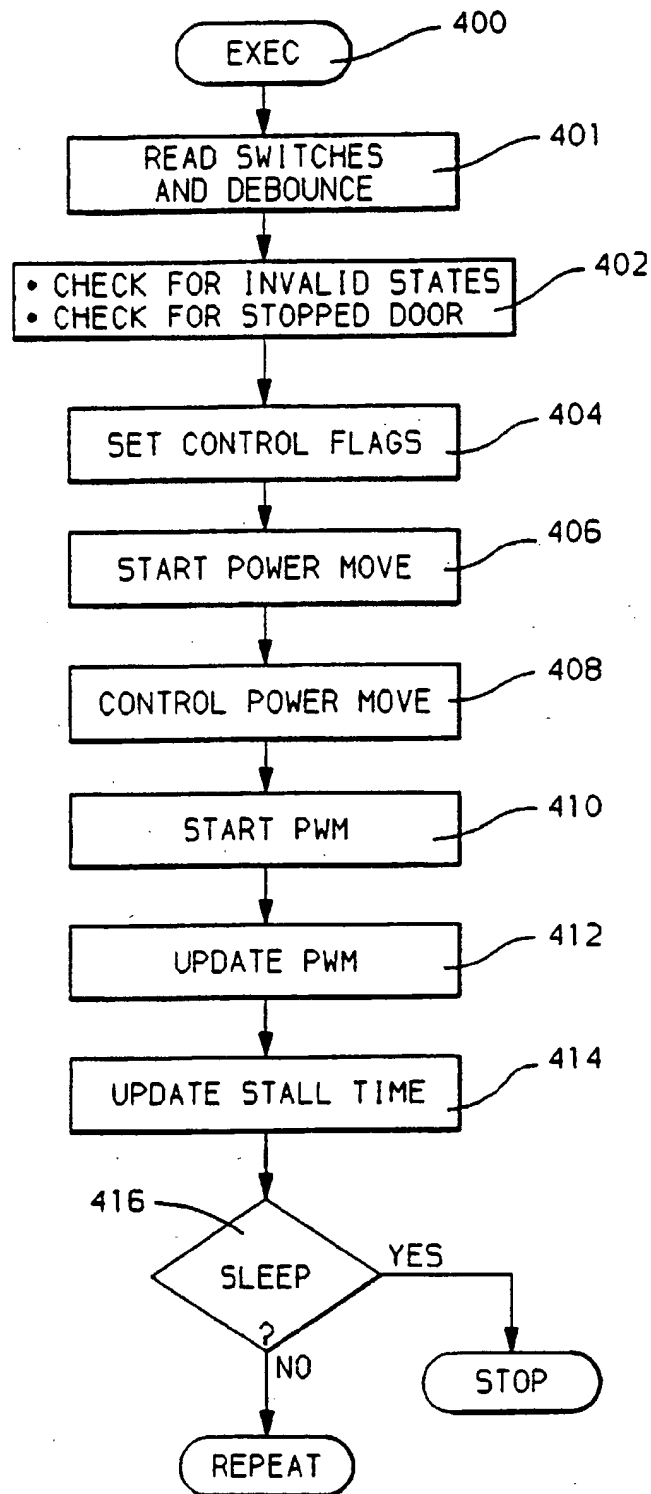 EXEC
400
READ SWITCHES
AND DEBOUNCE
401
• CHECK FOR INVALID STATES
• CHECK FOR STOPPED DOOR
402
SET CONTROL FLAGS
404
START POWER MOVE
406
CONTROL POWER MOVE
408
START PWM
410
UPDATE PWM
412
UPDATE STALL TIME
414
416
SLEEP
?
YES
NO
STOP
REPEAT